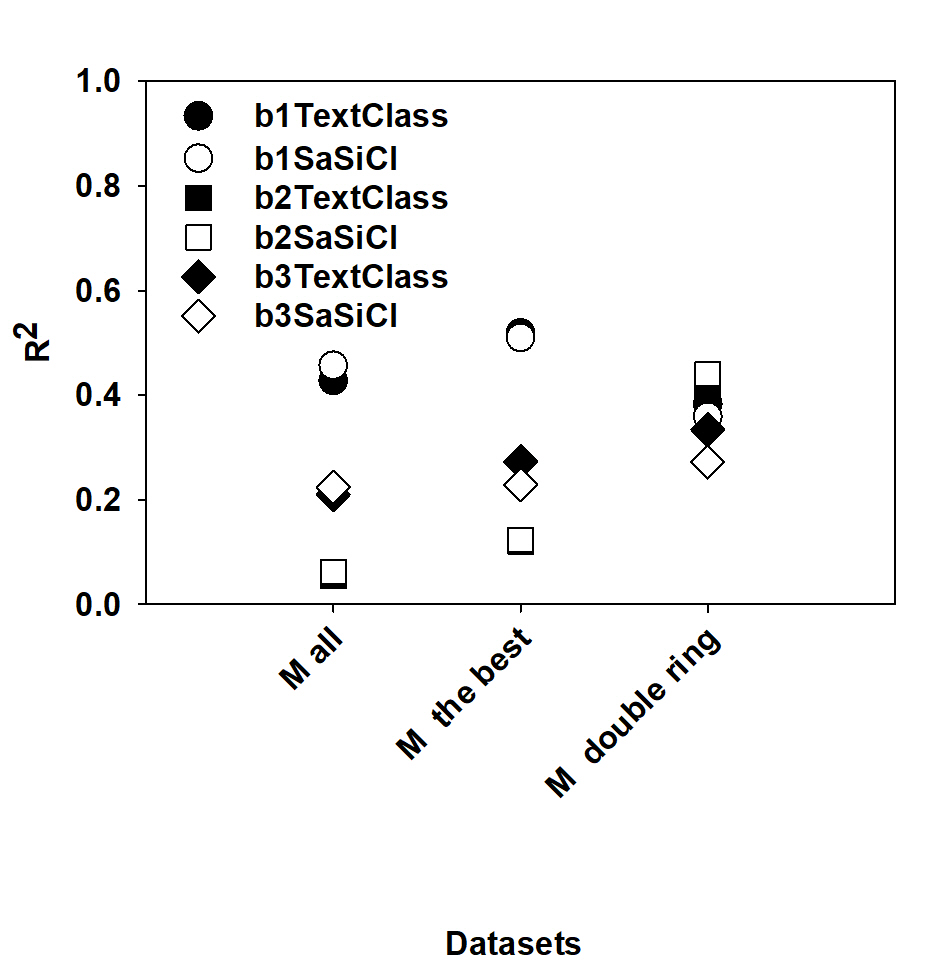 1.0
0.8
0.6
0.4
0.2
0.0
R2
b1TextClass
b1SaSiCl
b2TextClass
b2SaSiCl
b3TextClass
b3SaSiCl
M all
M the best
M double ring
Datasets